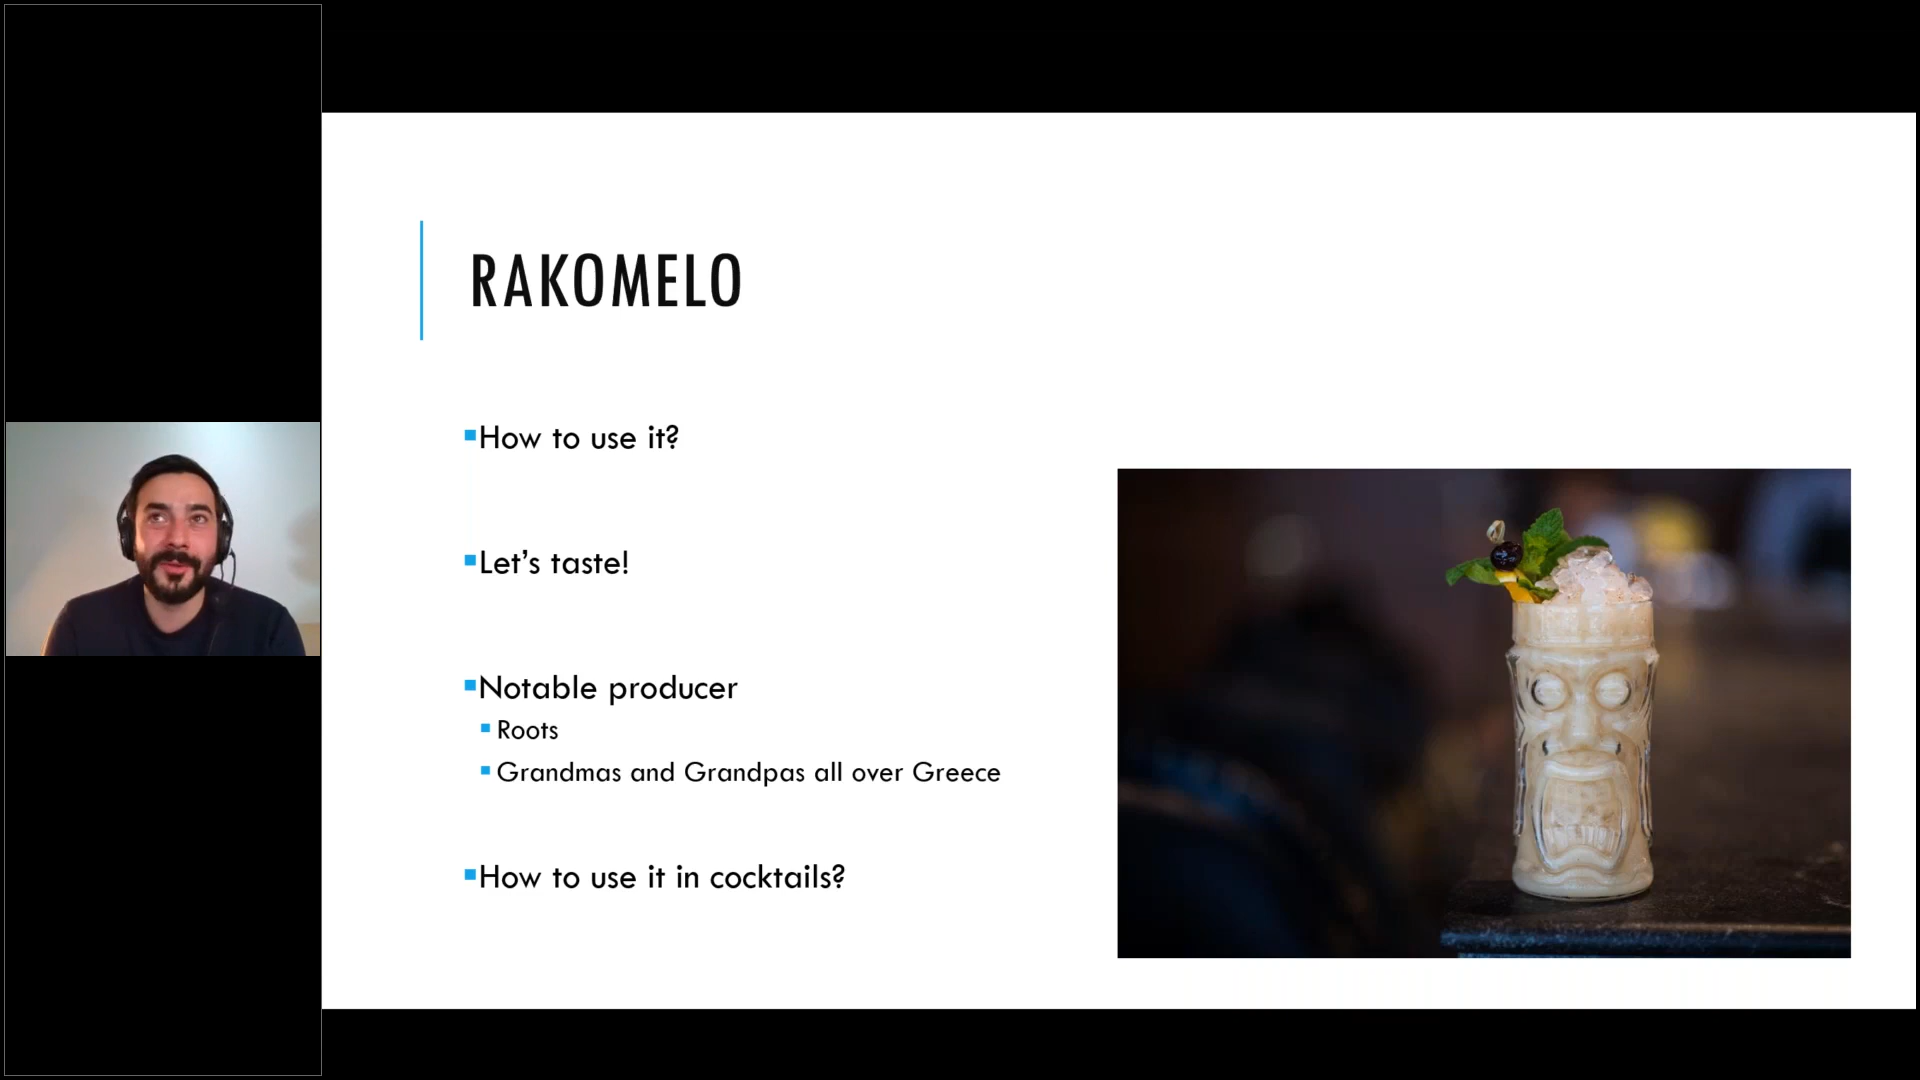 RAKOMELO
How to use it?
Let's taste!
Notable producer
Roots
Grandmas and Grandpas all over Greece
How to use it in cocktails?